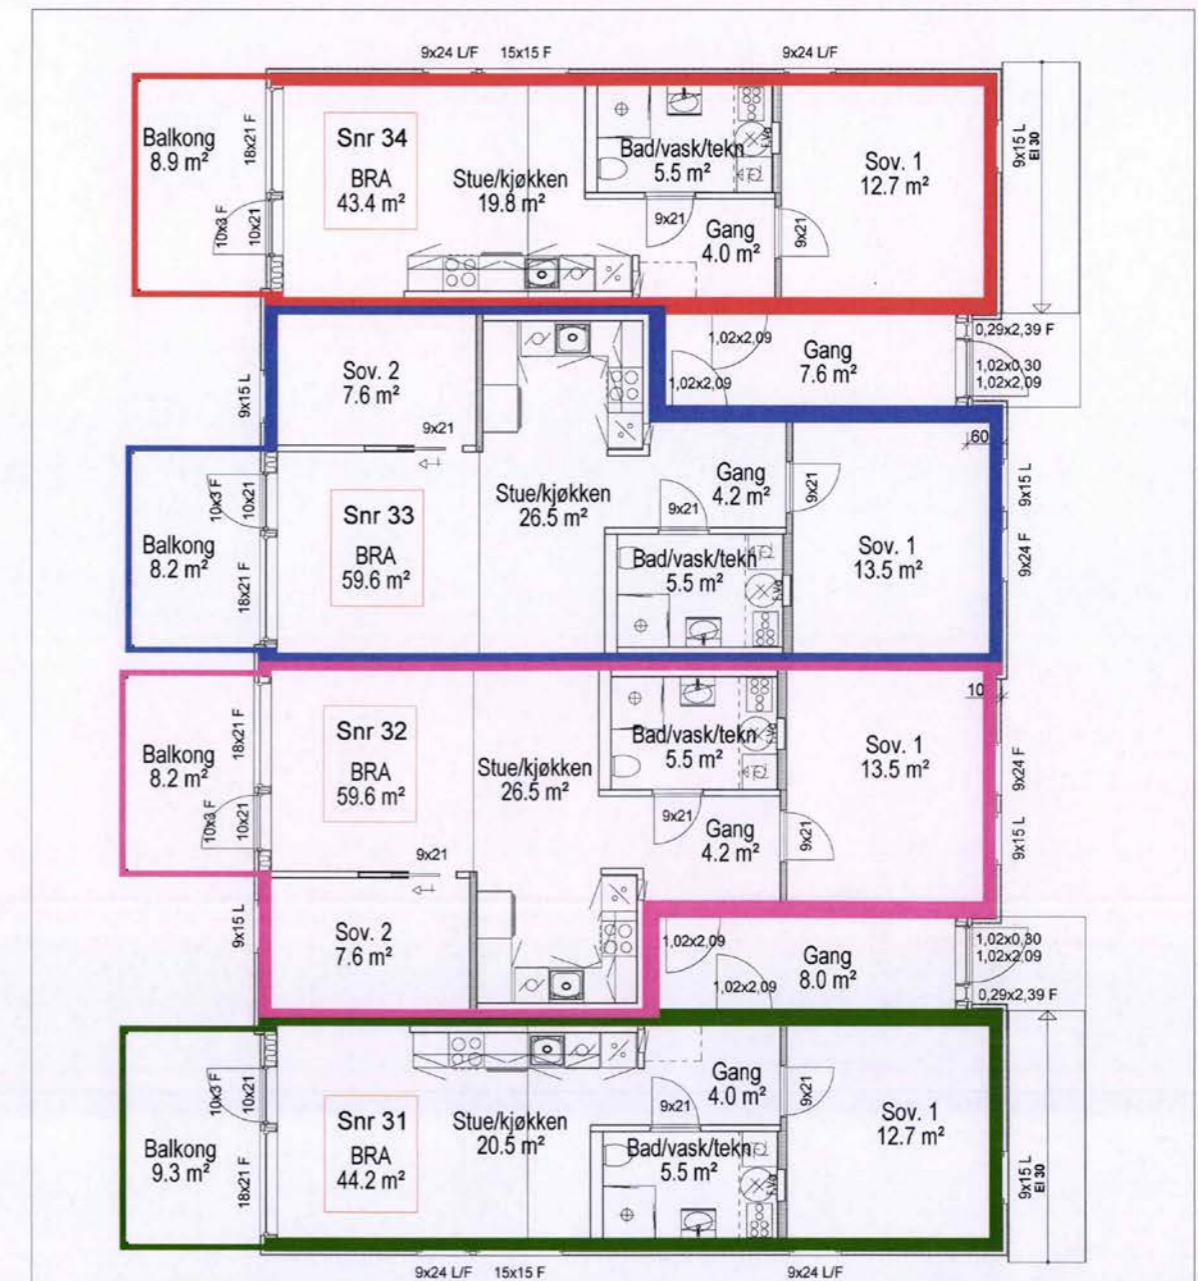 9x24 L/F 15x15 F 9x24 L/F
Balkong
8.9 m²
18x21 F
10x3 F
10x21
Snr 34
BRA
43.4 m²
Stue/kjøkken
19.8 m²
Bad/vask/tekn
5.5 m²
9x21
Gang
4.0 m²
9x21
Sov. 1
12.7 m²
9x15 L
EI 30
Sov. 2
7.6 m²
9x15 L
9x21
1,02x2,09
1,02x2,09
Gang
7.6 m²
0,29x2,39 F
1,02x0,30
1,02x2,09
Balkong
8.2 m²
10x3 F
10x21
18x21 F
Snr 33
BRA
59.6 m²
Stue/kjøkken
26.5 m²
Gang
4.2 m²
9x21
9x21
Bad/vask/tekn
5.5 m²
Sov. 1
13.5 m²
60
9x15 L
9x24 F
Balkong
8.2 m²
18x21 F
10x3 F
10x21
Snr 32
BRA
59.6 m²
Stue/kjøkken
26.5 m²
Bad/vask/tekn
5.5 m²
9x21
Gang
4.2 m²
9x21
Sov. 1
13.5 m²
10
9x24 F
9x15 L
9x21
Sov. 2
7.6 m²
9x15 L
1,02x2,09
1,02x2,09
Gang
8.0 m²
1,02x0,30
1,02x2,09
0,29x2,39 F
Balkong
9.3 m²
10x3 F
10x21
18x21 F
Snr 31
BRA
44.2 m²
Stue/kjøkken
20.5 m²
Gang
4.0 m²
9x21
9x21
Bad/vask/tekn
5.5 m²
Sov. 1
12.7 m²
9x15 L
EI 30
9x24 L/F 15x15 F 9x24 L/F